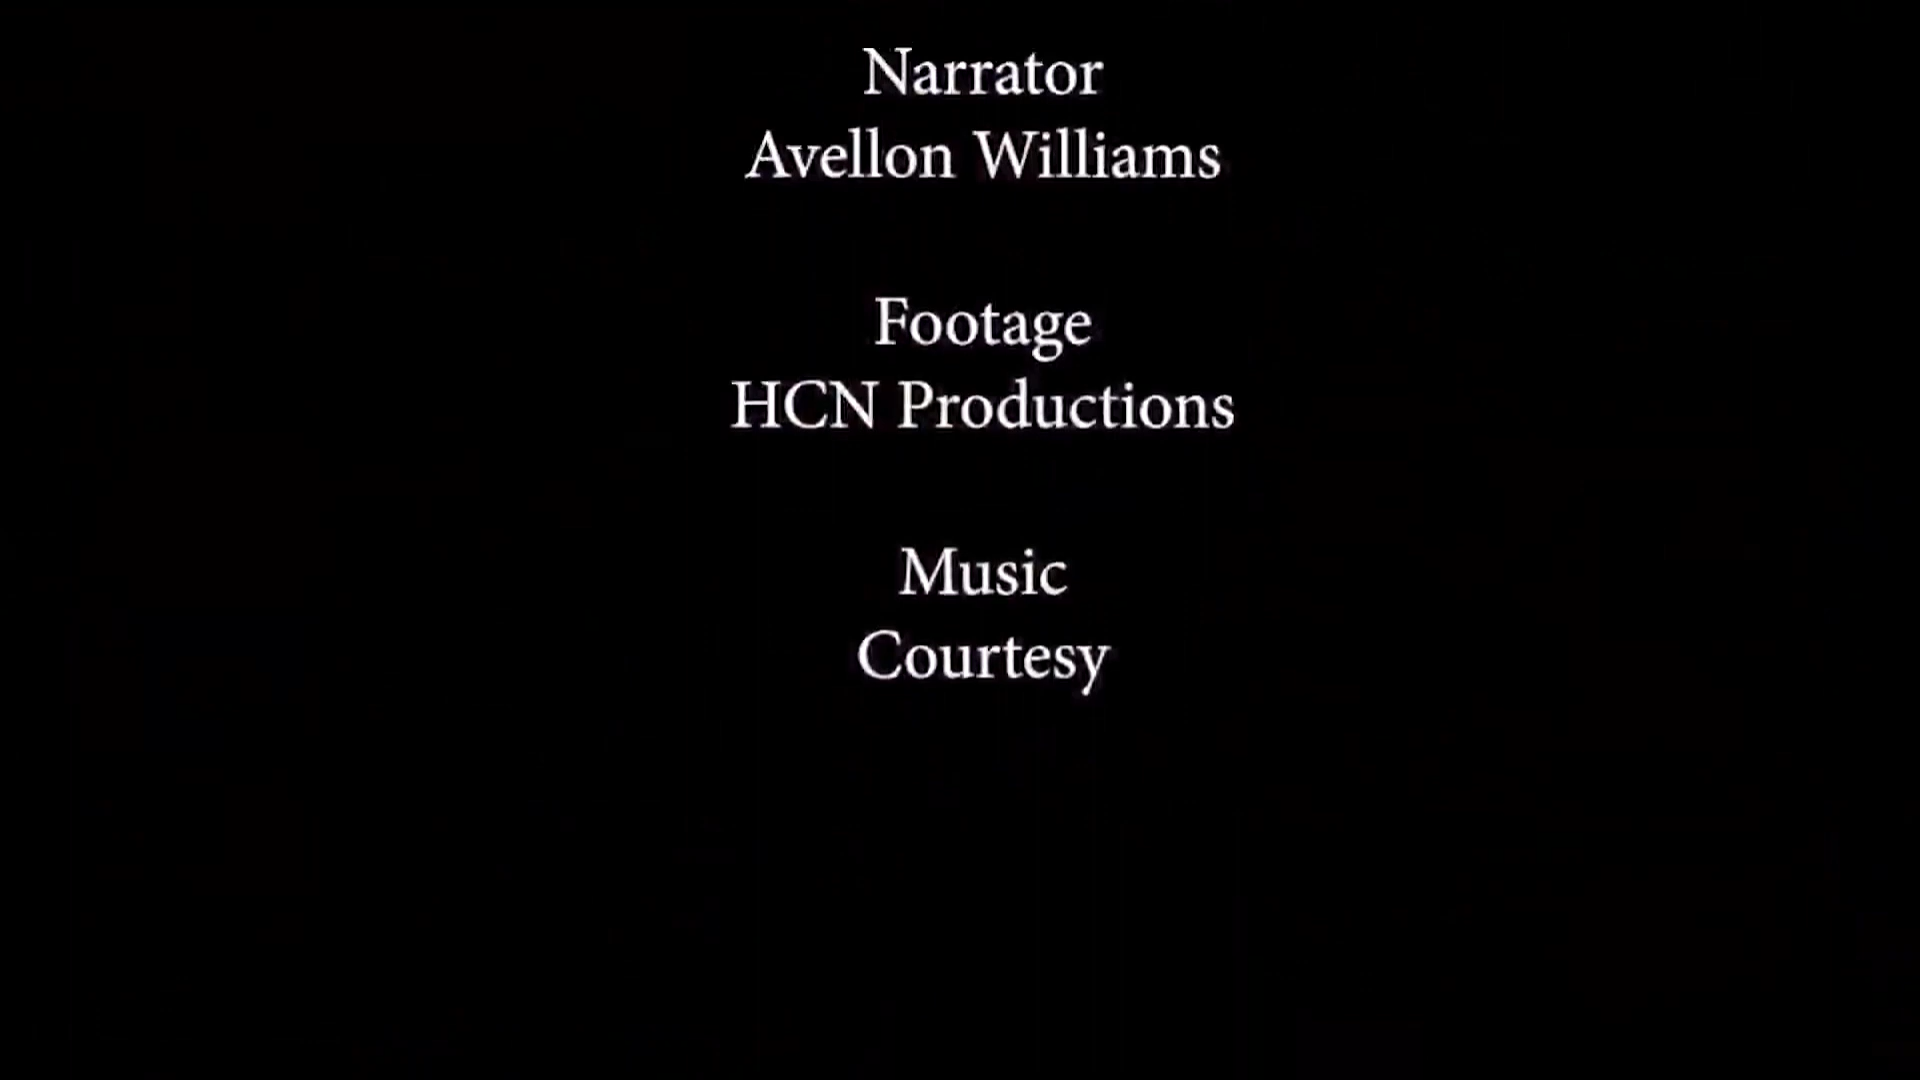 Narrator
Avellon Williams
Footage
HCN Productions
Music
Courtesy